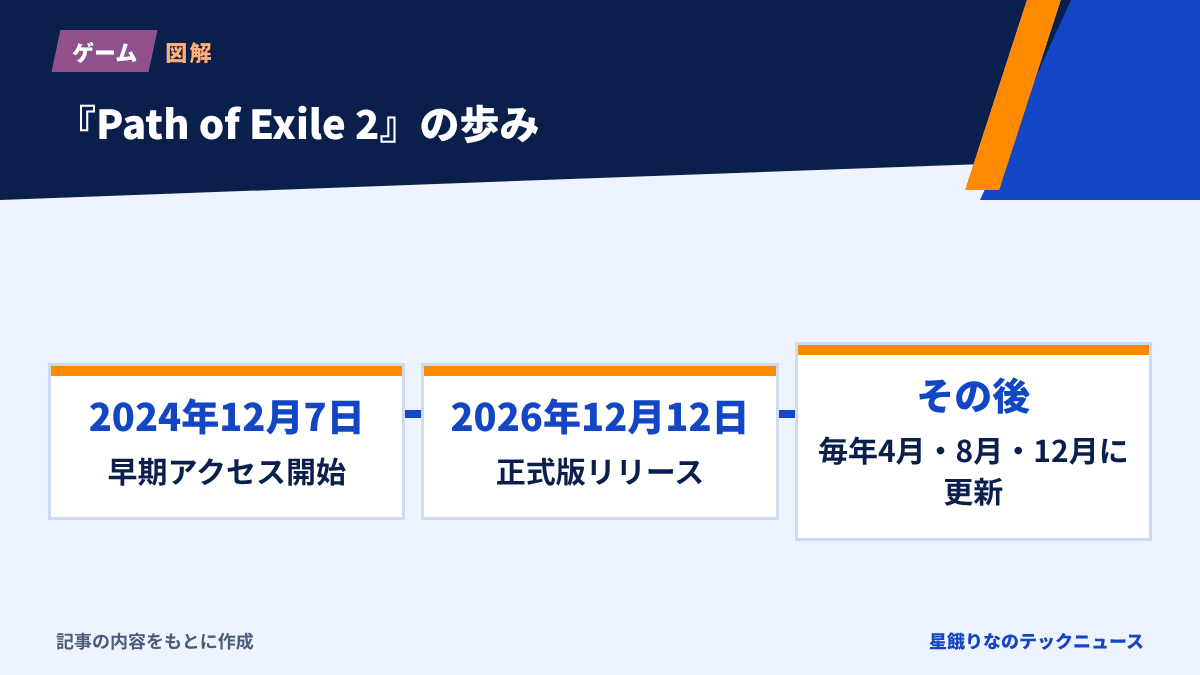 ゲーム 図解
『Path of Exile 2』の歩み
2024年12月7日
早期アクセス開始
2026年12月12日
正式版リリース
その後
毎年4月・8月・12月に
更新
記事の内容をもとに作成
星餓りなのテックニュース